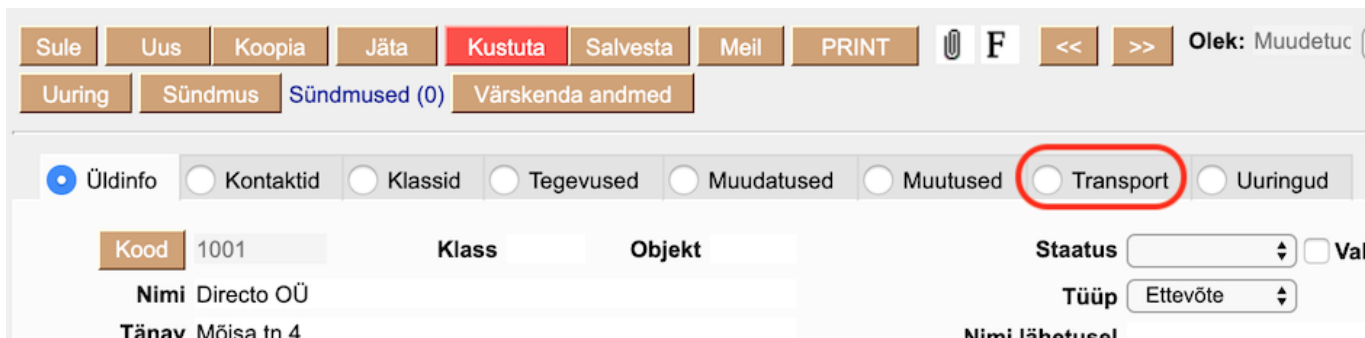 Sule Uus Koopia Jäta Kustuta Salvesta Meil PRINT F << >> Olek: Muudetud
Uuring Sündmus Sündmused (0) Värskenda andmed
Üldinfo Kontaktid Klassid Tegevused Muudatused Muutused Transport Uuringud
Kood 1001 Klass Objekt Staatus Val
Nimi Directo OÜ Tüüp Ettevõte
Tänav Mõisa tn 4 Nimi lähetusel